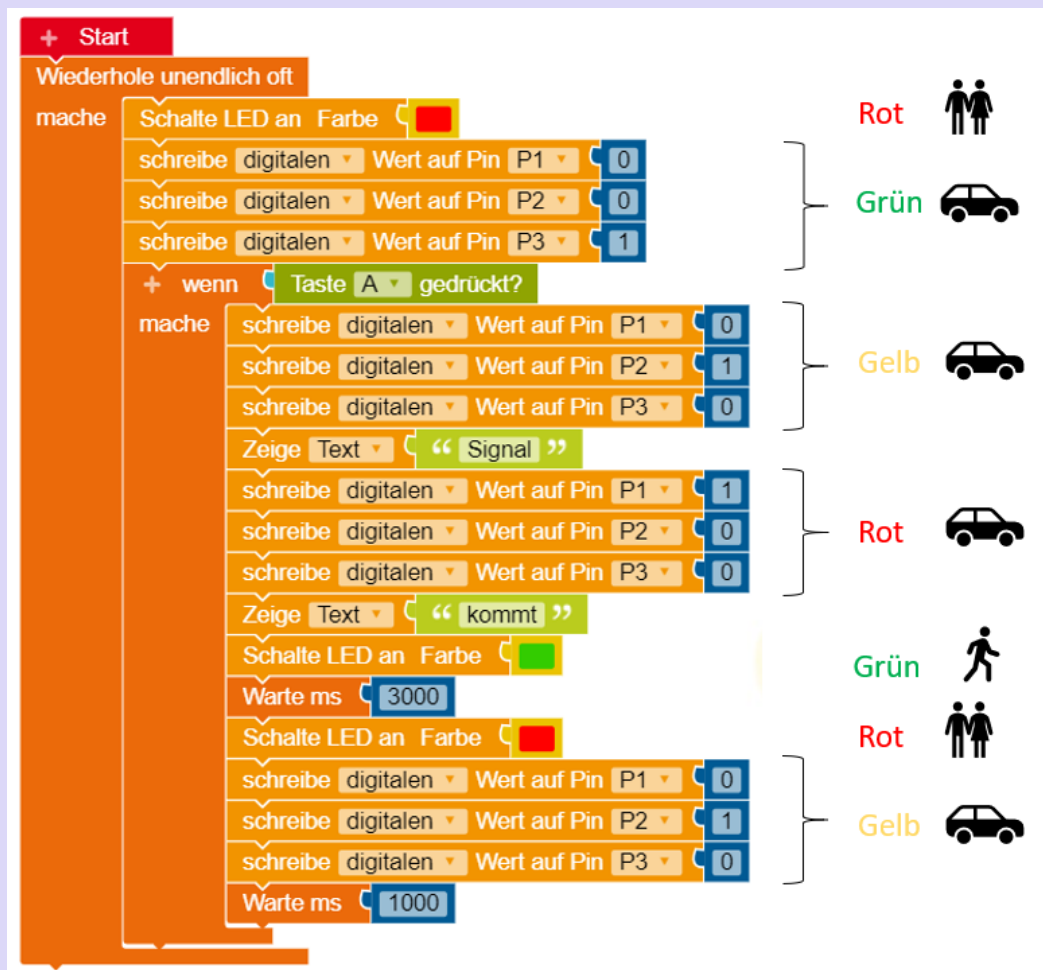 + Start
Wiederhole unendlich oft
mache Schalte LED an Farbe Rot
schreibe digitalen Wert auf Pin P1 0
schreibe digitalen Wert auf Pin P2 0 Grün
schreibe digitalen Wert auf Pin P3 1
+ wenn Taste A gedrückt?
mache schreibe digitalen Wert auf Pin P1 0
schreibe digitalen Wert auf Pin P2 1 Gelb
schreibe digitalen Wert auf Pin P3 0
Zeige Text “ Signal ”
schreibe digitalen Wert auf Pin P1 1
schreibe digitalen Wert auf Pin P2 0 Rot
schreibe digitalen Wert auf Pin P3 0
Zeige Text “ kommt ”
Schalte LED an Farbe Grün
Warte ms 3000
Schalte LED an Farbe Rot
schreibe digitalen Wert auf Pin P1 0
schreibe digitalen Wert auf Pin P2 1 Gelb
schreibe digitalen Wert auf Pin P3 0
Warte ms 1000